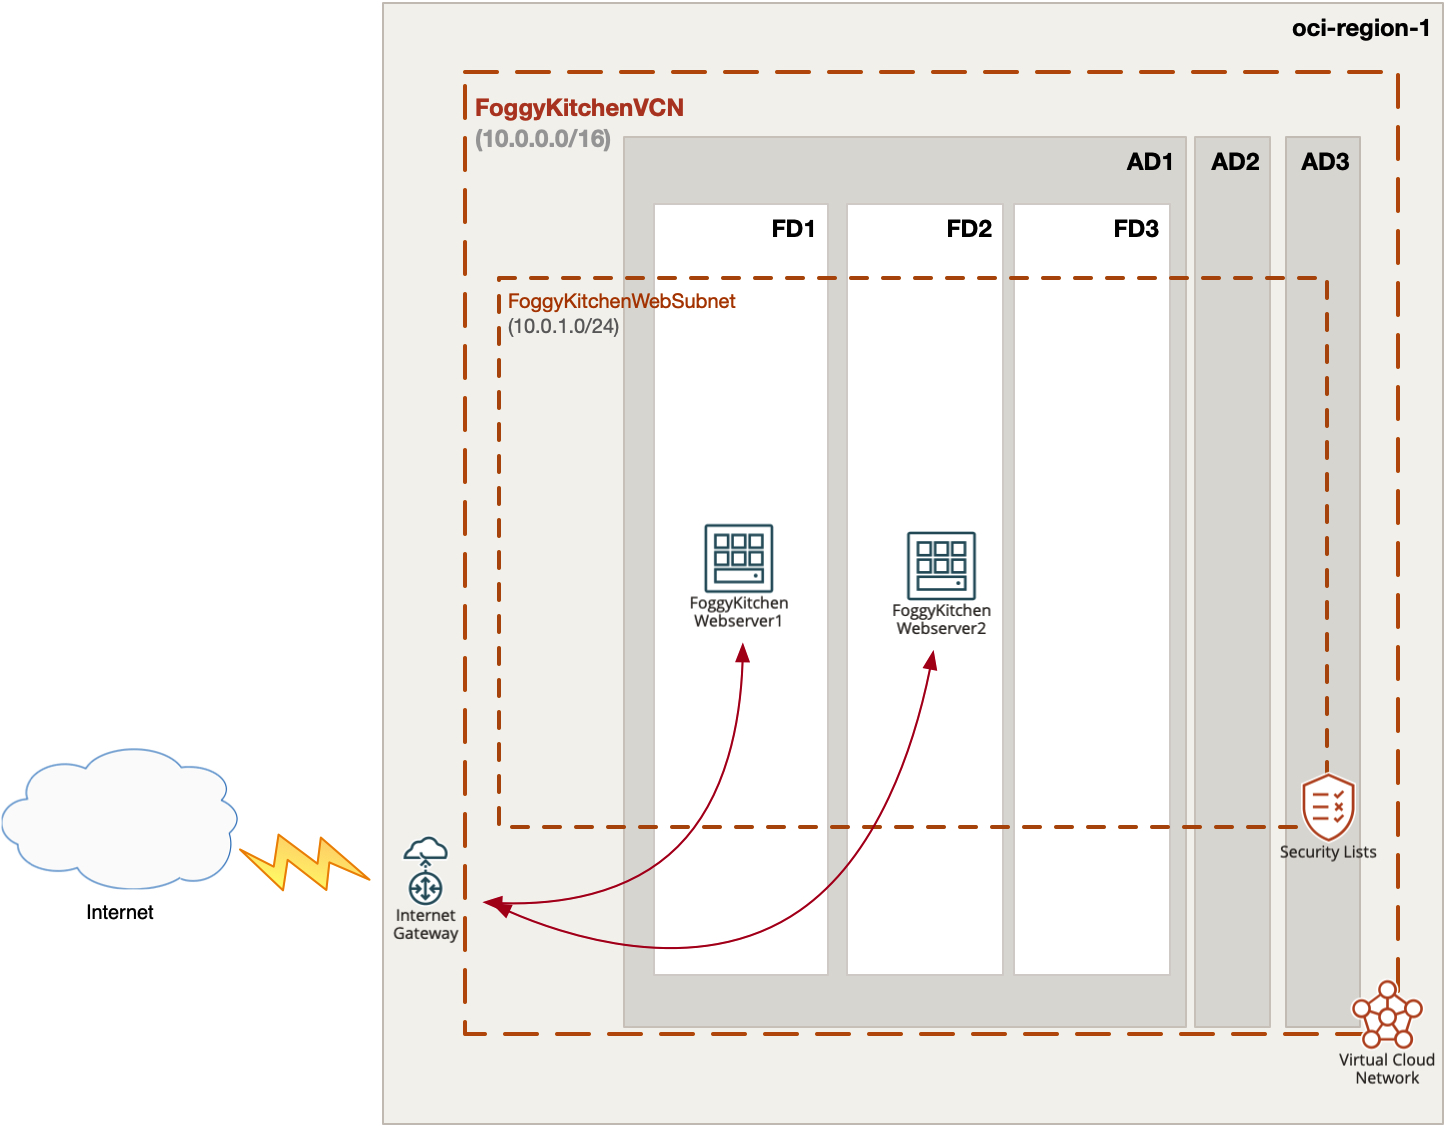 oci-region-1
FoggyKitchenVCN
(10.0.0.0/16)
AD1
AD2
AD3
FD1
FD2
FD3
FoggyKitchenWebSubnet
(10.0.1.0/24)
FoggyKitchen
Webserver1
FoggyKitchen
Webserver2
Security Lists
Internet
Internet
Gateway
Virtual Cloud
Network